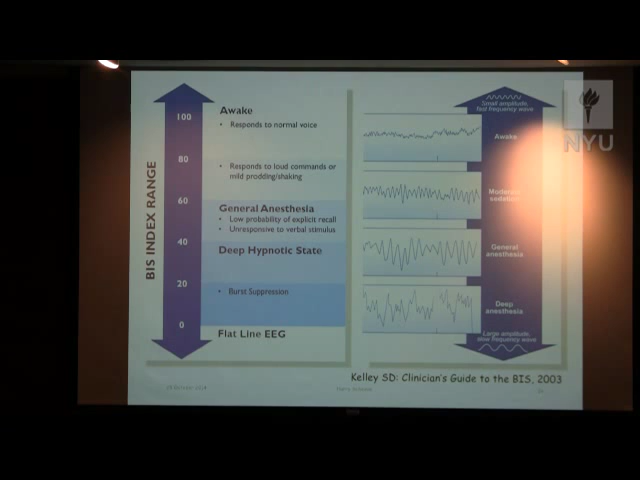 BIS INDEX RANGE
100
80
60
40
20
0
Awake
• Responds to normal voice
• Responds to loud commands or
mild prodding/shaking
General Anesthesia
• Low probability of explicit recall
• Unresponsive to verbal stimulus
Deep Hypnotic State
• Burst Suppression
Flat Line EEG
Small amplitude,
fast frequency wave
Awake
Moderate
sedation
General
anesthesia
Deep
anesthesia
Large amplitude,
slow frequency wave
NYU
Kelley SD: Clinician's Guide to the BIS, 2003